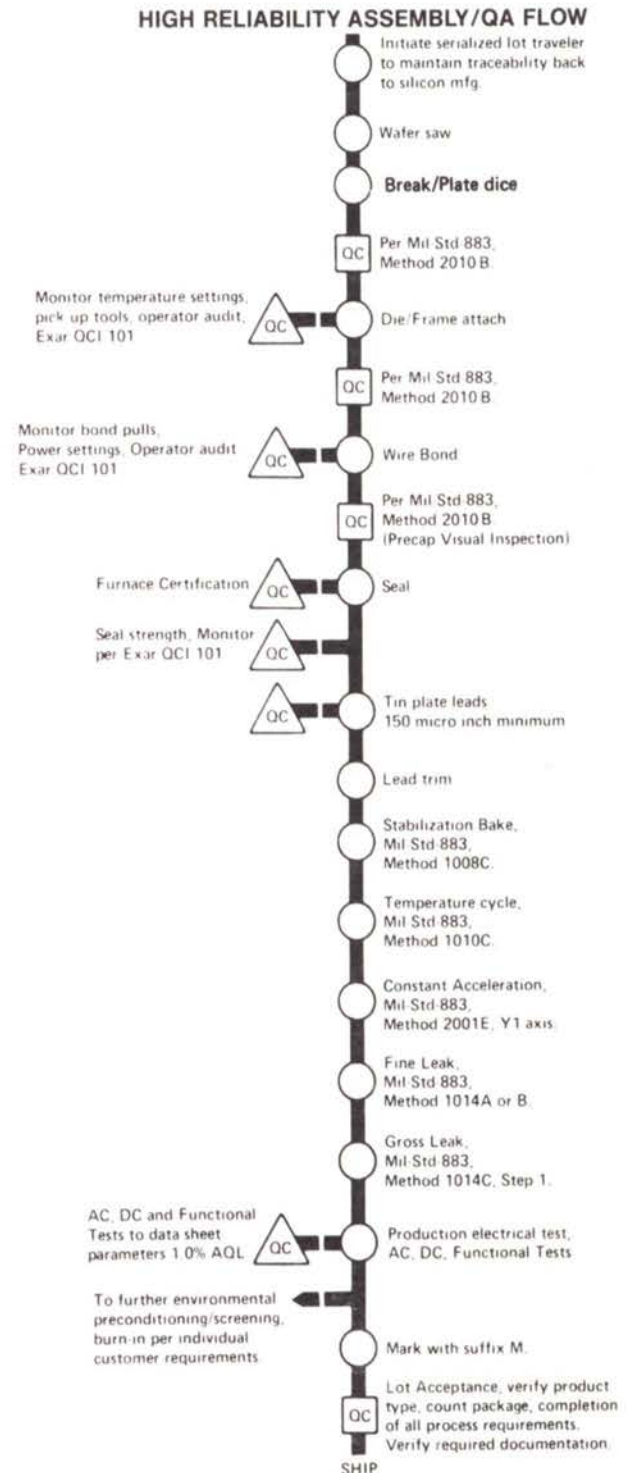 HIGH RELIABILITY ASSEMBLY/QA FLOW
Initiate serialized lot traveler
to maintain traceability back
to silicon mfg.
Wafer saw
Break/Plate dice
QC
Per Mil Std 883,
Method 2010 B.
Monitor temperature settings,
pick up tools, operator audit,
Exar QCI 101
QC
Die/Frame attach
QC
Per Mil Std 883,
Method 2010 B.
Monitor bond pulls,
Power settings, Operator audit
Exar QCI 101
QC
Wire Bond
QC
Per Mil Std 883,
Method 2010 B
(Precap Visual Inspection)
Furnace Certification
QC
Seal
Seal strength, Monitor
per Exar QCI 101
QC
QC
Tin plate leads
150 micro inch minimum
Lead trim
Stabilization Bake,
Mil Std-883,
Method 1008C.
Temperature cycle,
Mil Std-883,
Method 1010C.
Constant Acceleration,
Mil-Std-883,
Method 2001E, Y1 axis.
Fine Leak,
Mil-Std 883,
Method 1014A or B.
Gross Leak,
Mil-Std 883,
Method 1014C, Step 1.
AC, DC and Functional
Tests to data sheet
parameters 1.0% AQL
QC
Production electrical test,
AC, DC, Functional Tests
To further environmental
preconditioning/screening,
burn-in per individual
customer requirements
Mark with suffix M.
QC
Lot Acceptance, verify product
type, count package, completion
of all process requirements.
Verify required documentation.
SHIP